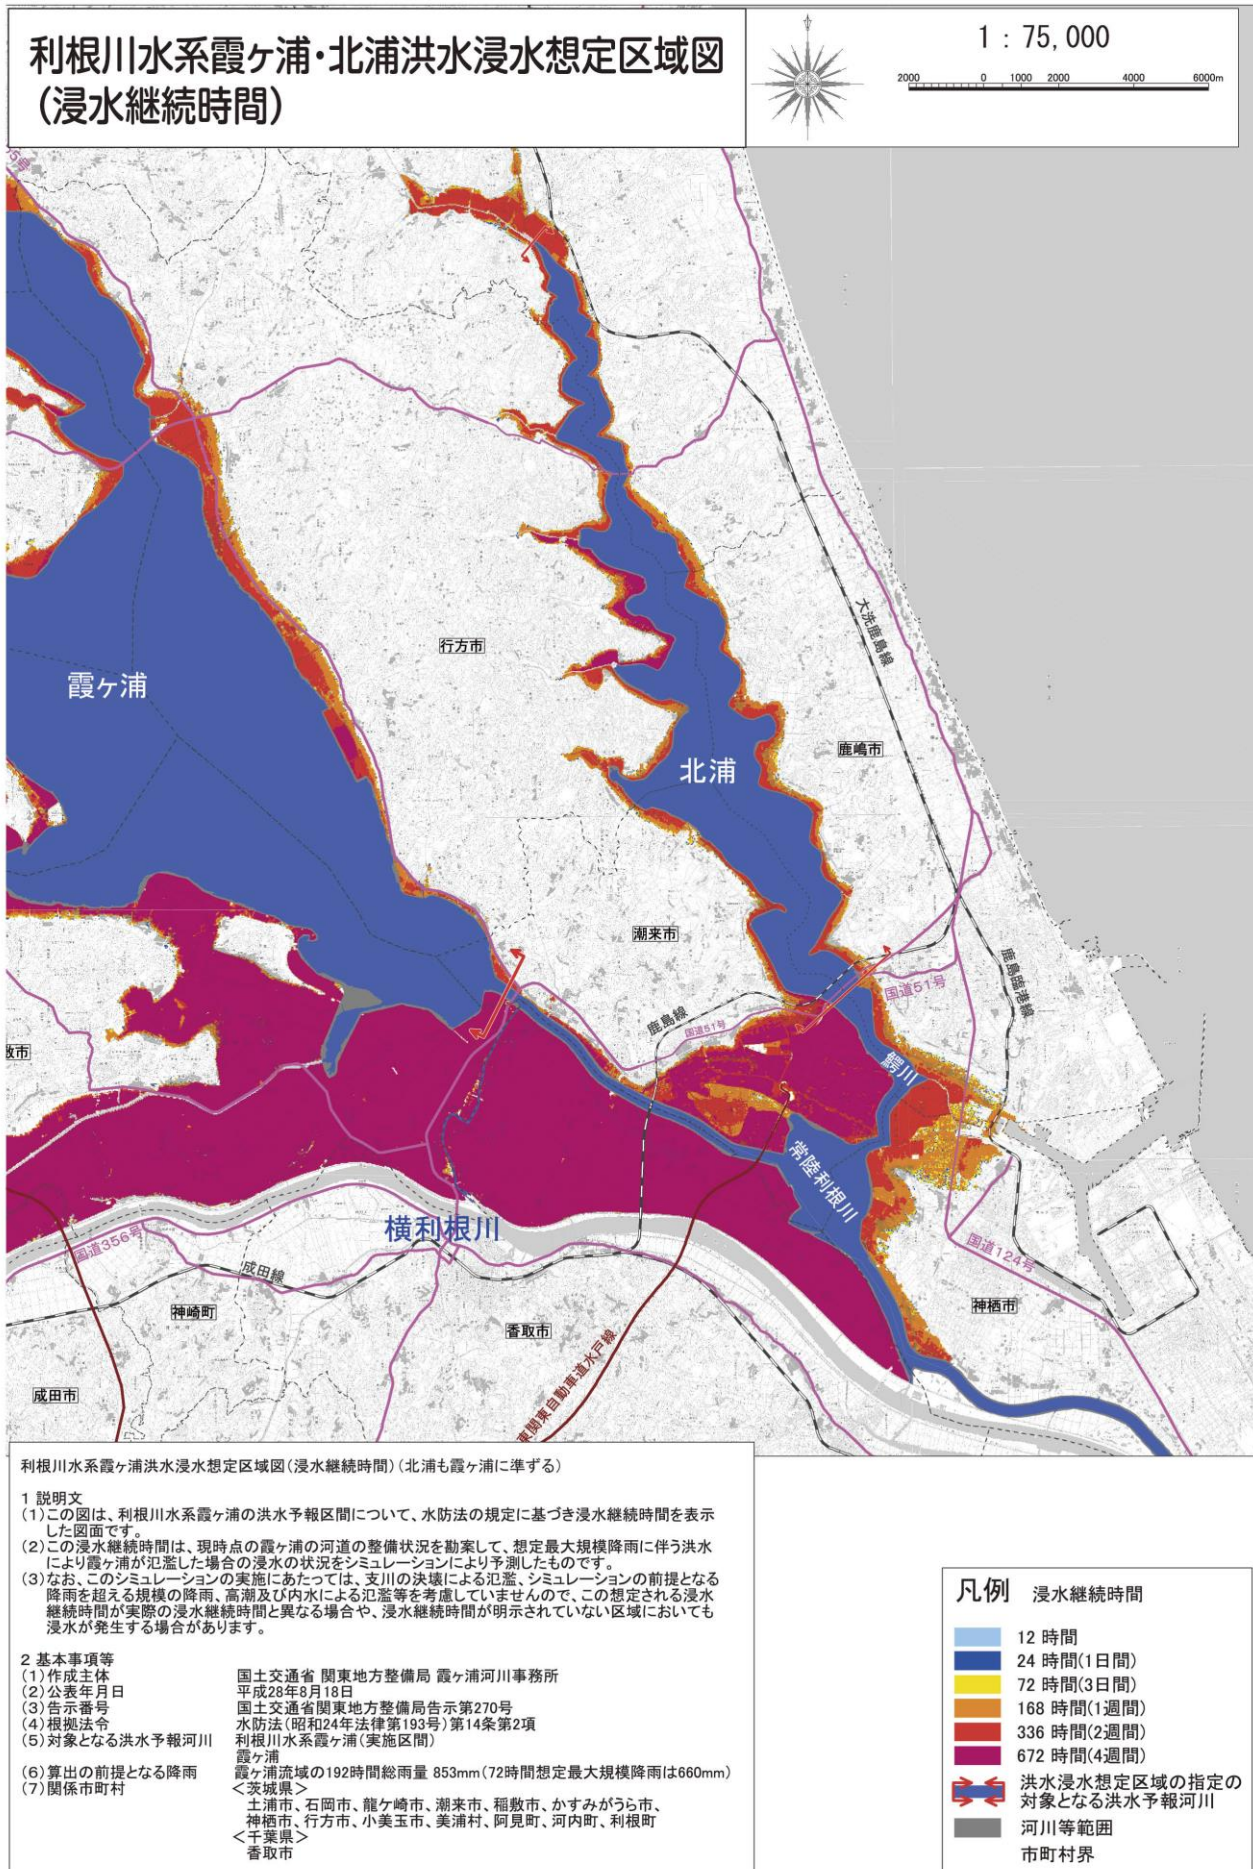 利根川水系霞ヶ浦・北浦洪水浸水想定区域図
(浸水継続時間)
1 : 75,000
2000 0 1000 2000 4000 6000m
大洗鹿島線
行方市
霞ヶ浦
北浦
鹿嶋市
潮来市
鹿島臨港線
国道51号
鹿島線
国道51号
敷市
鰐川
常陸利根川
横利根川
国道356号
成田線
国道124号
神崎町
神栖市
香取市
東関東自動車道水戸線
成田市
利根川水系霞ヶ浦洪水浸水想定区域図(浸水継続時間)(北浦も霞ヶ浦に準ずる)
1 説明文
(1)この図は、利根川水系霞ヶ浦の洪水予報区間について、水防法の規定に基づき浸水継続時間を表示
した図面です。
(2)この浸水継続時間は、現時点の霞ヶ浦の河道の整備状況を勘案して、想定最大規模降雨に伴う洪水
により霞ヶ浦が氾濫した場合の浸水の状況をシミュレーションにより予測したものです。
(3)なお、このシミュレーションの実施にあたっては、支川の決壊による氾濫、シミュレーションの前提となる
降雨を超える規模の降雨、高潮及び内水による氾濫等を考慮していませんので、この想定される浸水
継続時間が実際の浸水継続時間と異なる場合や、浸水継続時間が明示されていない区域においても
浸水が発生する場合があります。
2 基本事項等
(1)作成主体 国土交通省 関東地方整備局 霞ヶ浦河川事務所
(2)公表年月日 平成28年8月18日
(3)告示番号 国土交通省関東地方整備局告示第270号
(4)根拠法令 水防法(昭和24年法律第193号)第14条第2項
(5)対象となる洪水予報河川 利根川水系霞ヶ浦(実施区間)
霞ヶ浦
(6)算出の前提となる降雨 霞ヶ浦流域の192時間総雨量 853mm(72時間想定最大規模降雨は660mm)
(7)関係市町村 <茨城県>
土浦市、石岡市、龍ケ崎市、潮来市、稲敷市、かすみがうら市、
神栖市、行方市、小美玉市、美浦村、阿見町、河内町、利根町
<千葉県>
香取市
凡例 浸水継続時間
12 時間
24 時間(1日間)
72 時間(3日間)
168 時間(1週間)
336 時間(2週間)
672 時間(4週間)
洪水浸水想定区域の指定の
対象となる洪水予報河川
河川等範囲
市町村界